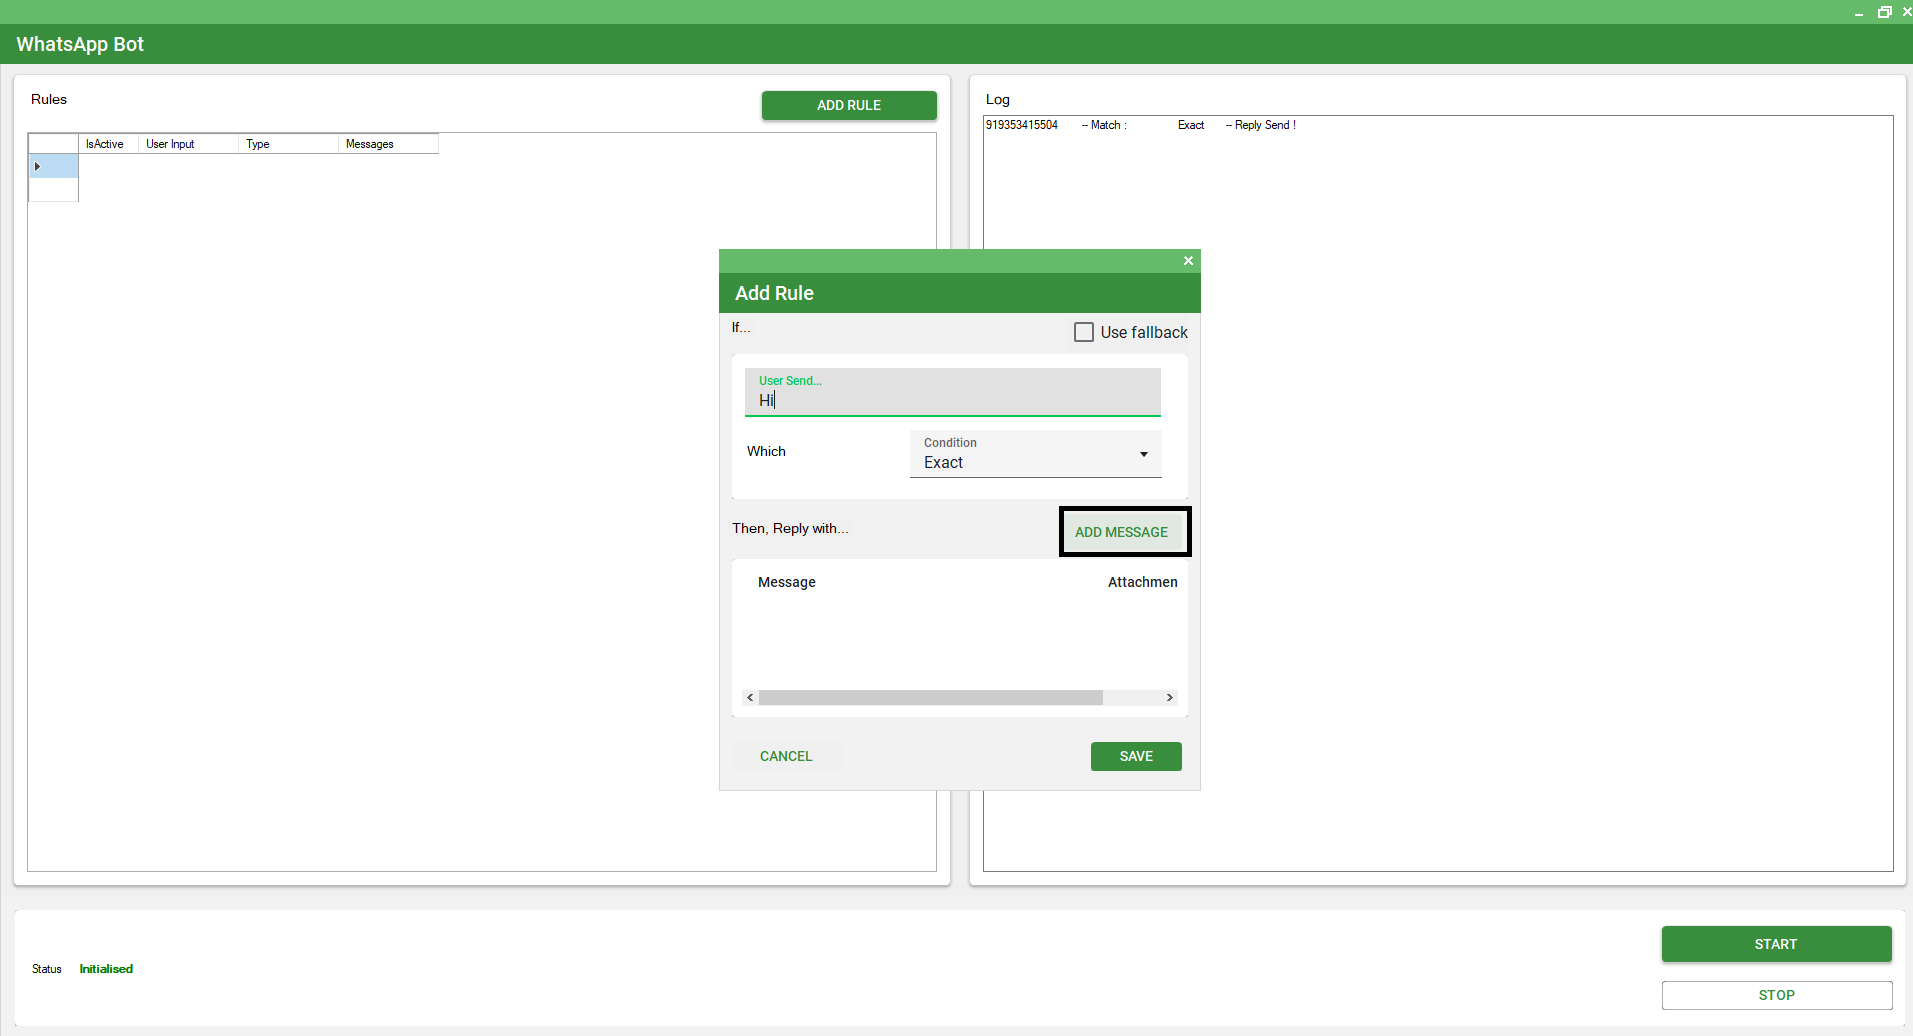 WhatsApp Bot
Rules
ADD RULE
IsActive User Input Type Messages
Log
919353415504 -- Match : Exact -- Reply Send !
Add Rule
If...
Use fallback
User Send...
Hi
Which
Condition
Exact
Then, Reply with...
ADD MESSAGE
Message Attachmen
CANCEL
SAVE
Status Initialised
START
STOP